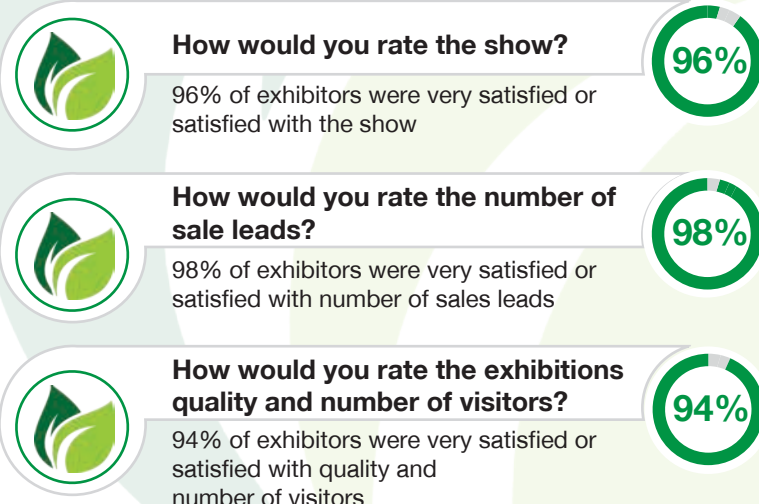 How would you rate the show?
96%
96% of exhibitors were very satisfied or
satisfied with the show
How would you rate the number of
sale leads?
98%
98% of exhibitors were very satisfied or
satisfied with number of sales leads
How would you rate the exhibitions
quality and number of visitors?
94%
94% of exhibitors were very satisfied or
satisfied with quality and
number of visitors